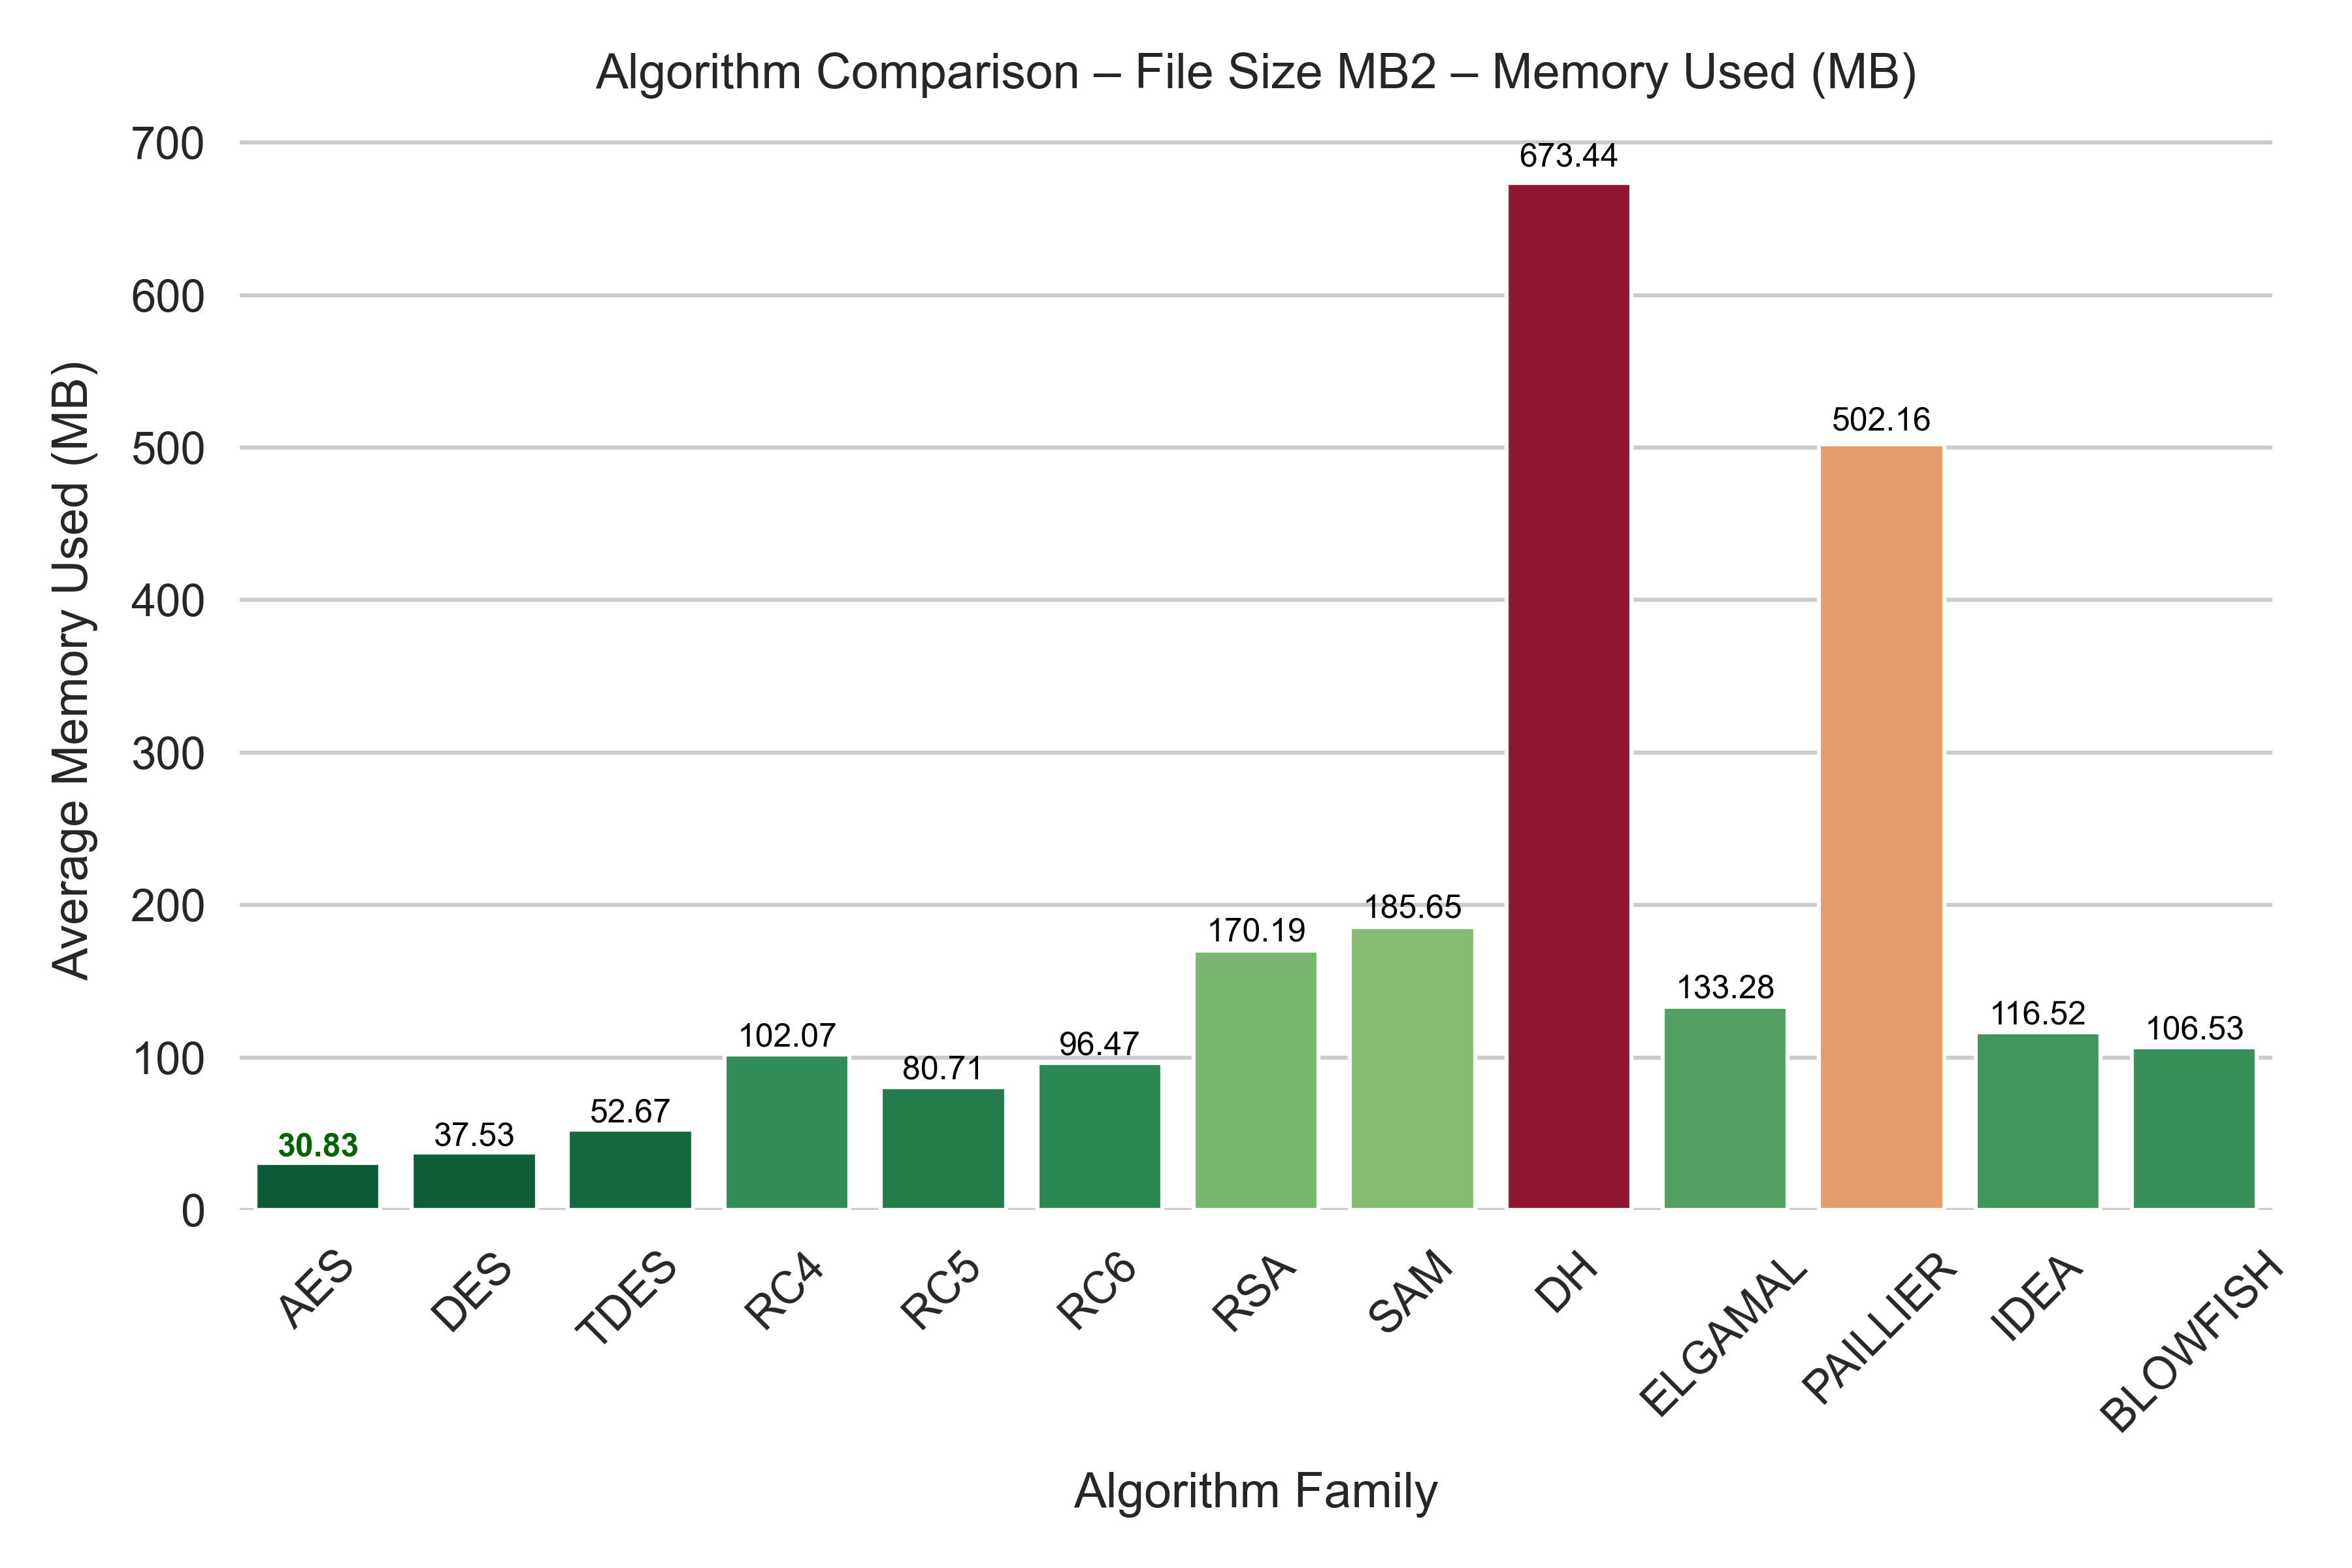 Algorithm Comparison – File Size MB2 – Memory Used (MB)
Average Memory Used (MB)
700
600
500
400
300
200
100
0
30.83
37.53
52.67
102.07
80.71
96.47
170.19
185.65
673.44
133.28
502.16
116.52
106.53
AES
DES
TDES
RC4
RC5
RC6
RSA
SAM
DH
ELGAMAL
PAILLIER
IDEA
BLOWFISH
Algorithm Family